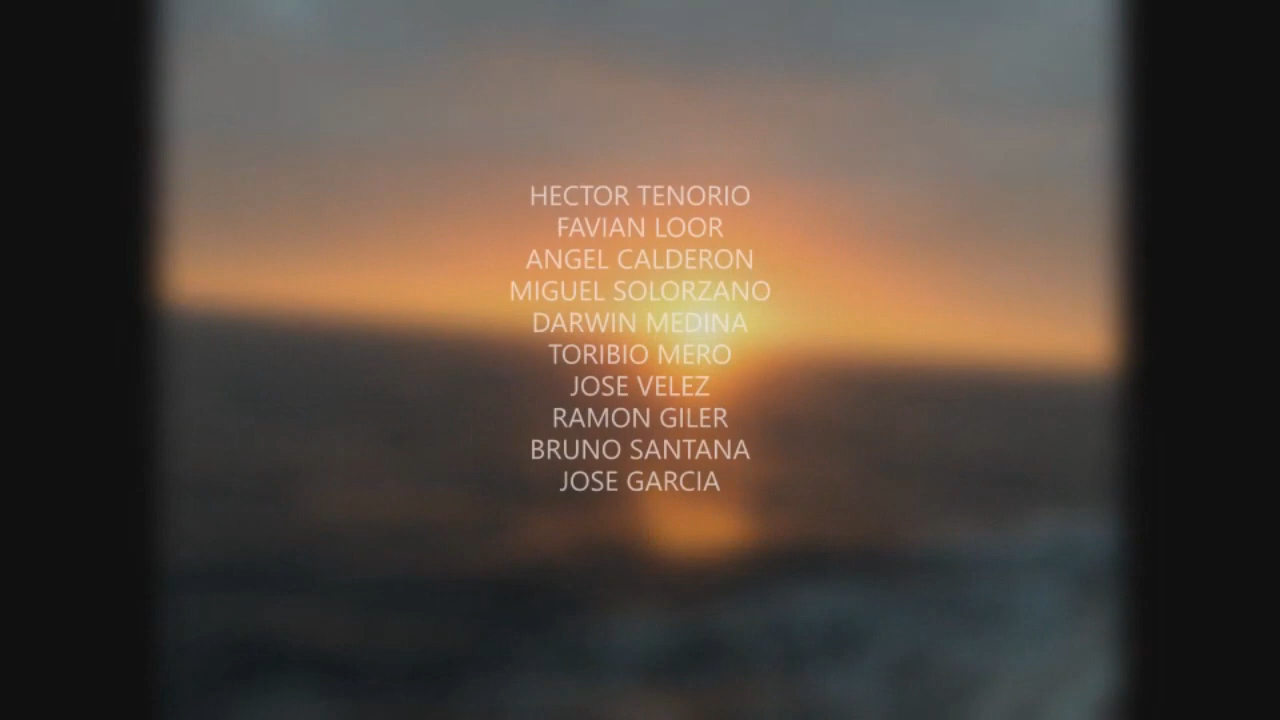 HECTOR TENORIO
FAVIAN LOOR
ANGEL CALDERON
MIGUEL SOLORZANO
DARWIN MEDINA
TORIBIO MERO
JOSE VELEZ
RAMON GILER
BRUNO SANTANA
JOSE GARCIA